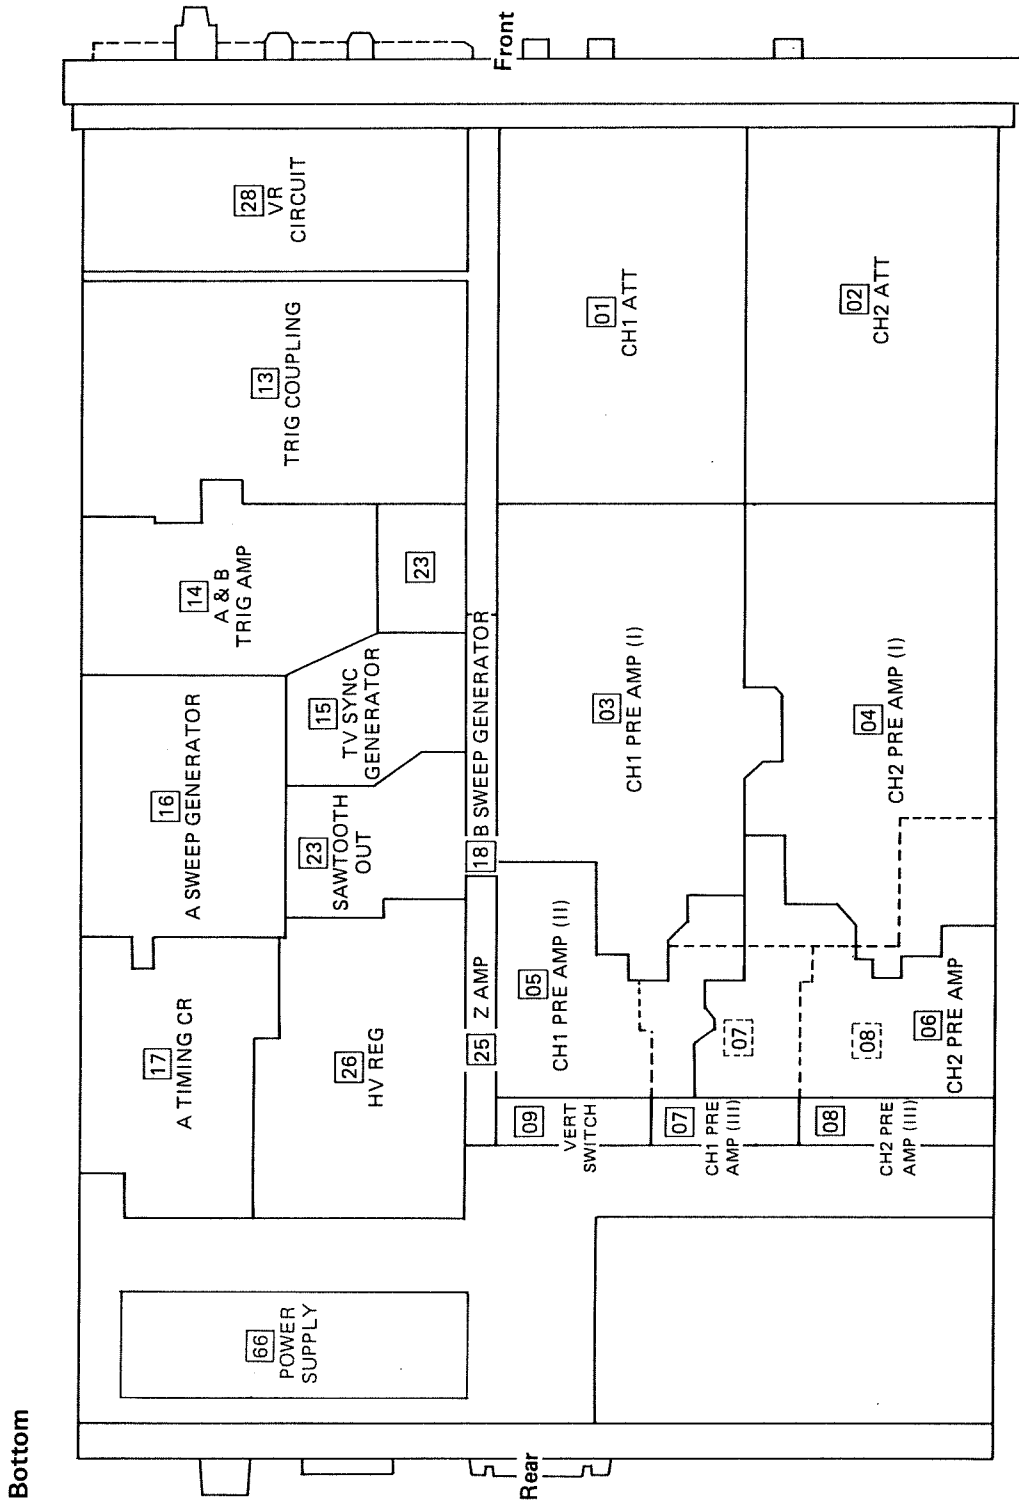 Bottom
66
POWER
SUPPLY
17
A TIMING CR
16
A SWEEP GENERATOR
14
A & B
TRIG AMP
13
TRIG COUPLING
28
VR
CIRCUIT
26
HV REG
23
SAWTOOTH
OUT
15
TV SYNC
GENERATOR
23
25 Z AMP
18 B SWEEP GENERATOR
Rear
Front
09
VERT
SWITCH
05
CH1 PRE AMP (II)
03
CH1 PRE AMP (I)
01
CH1 ATT
07
CH1 PRE
AMP (III)
07
08
CH2 PRE
AMP (III)
08
06
CH2 PRE AMP
04
CH2 PRE AMP (I)
02
CH2 ATT